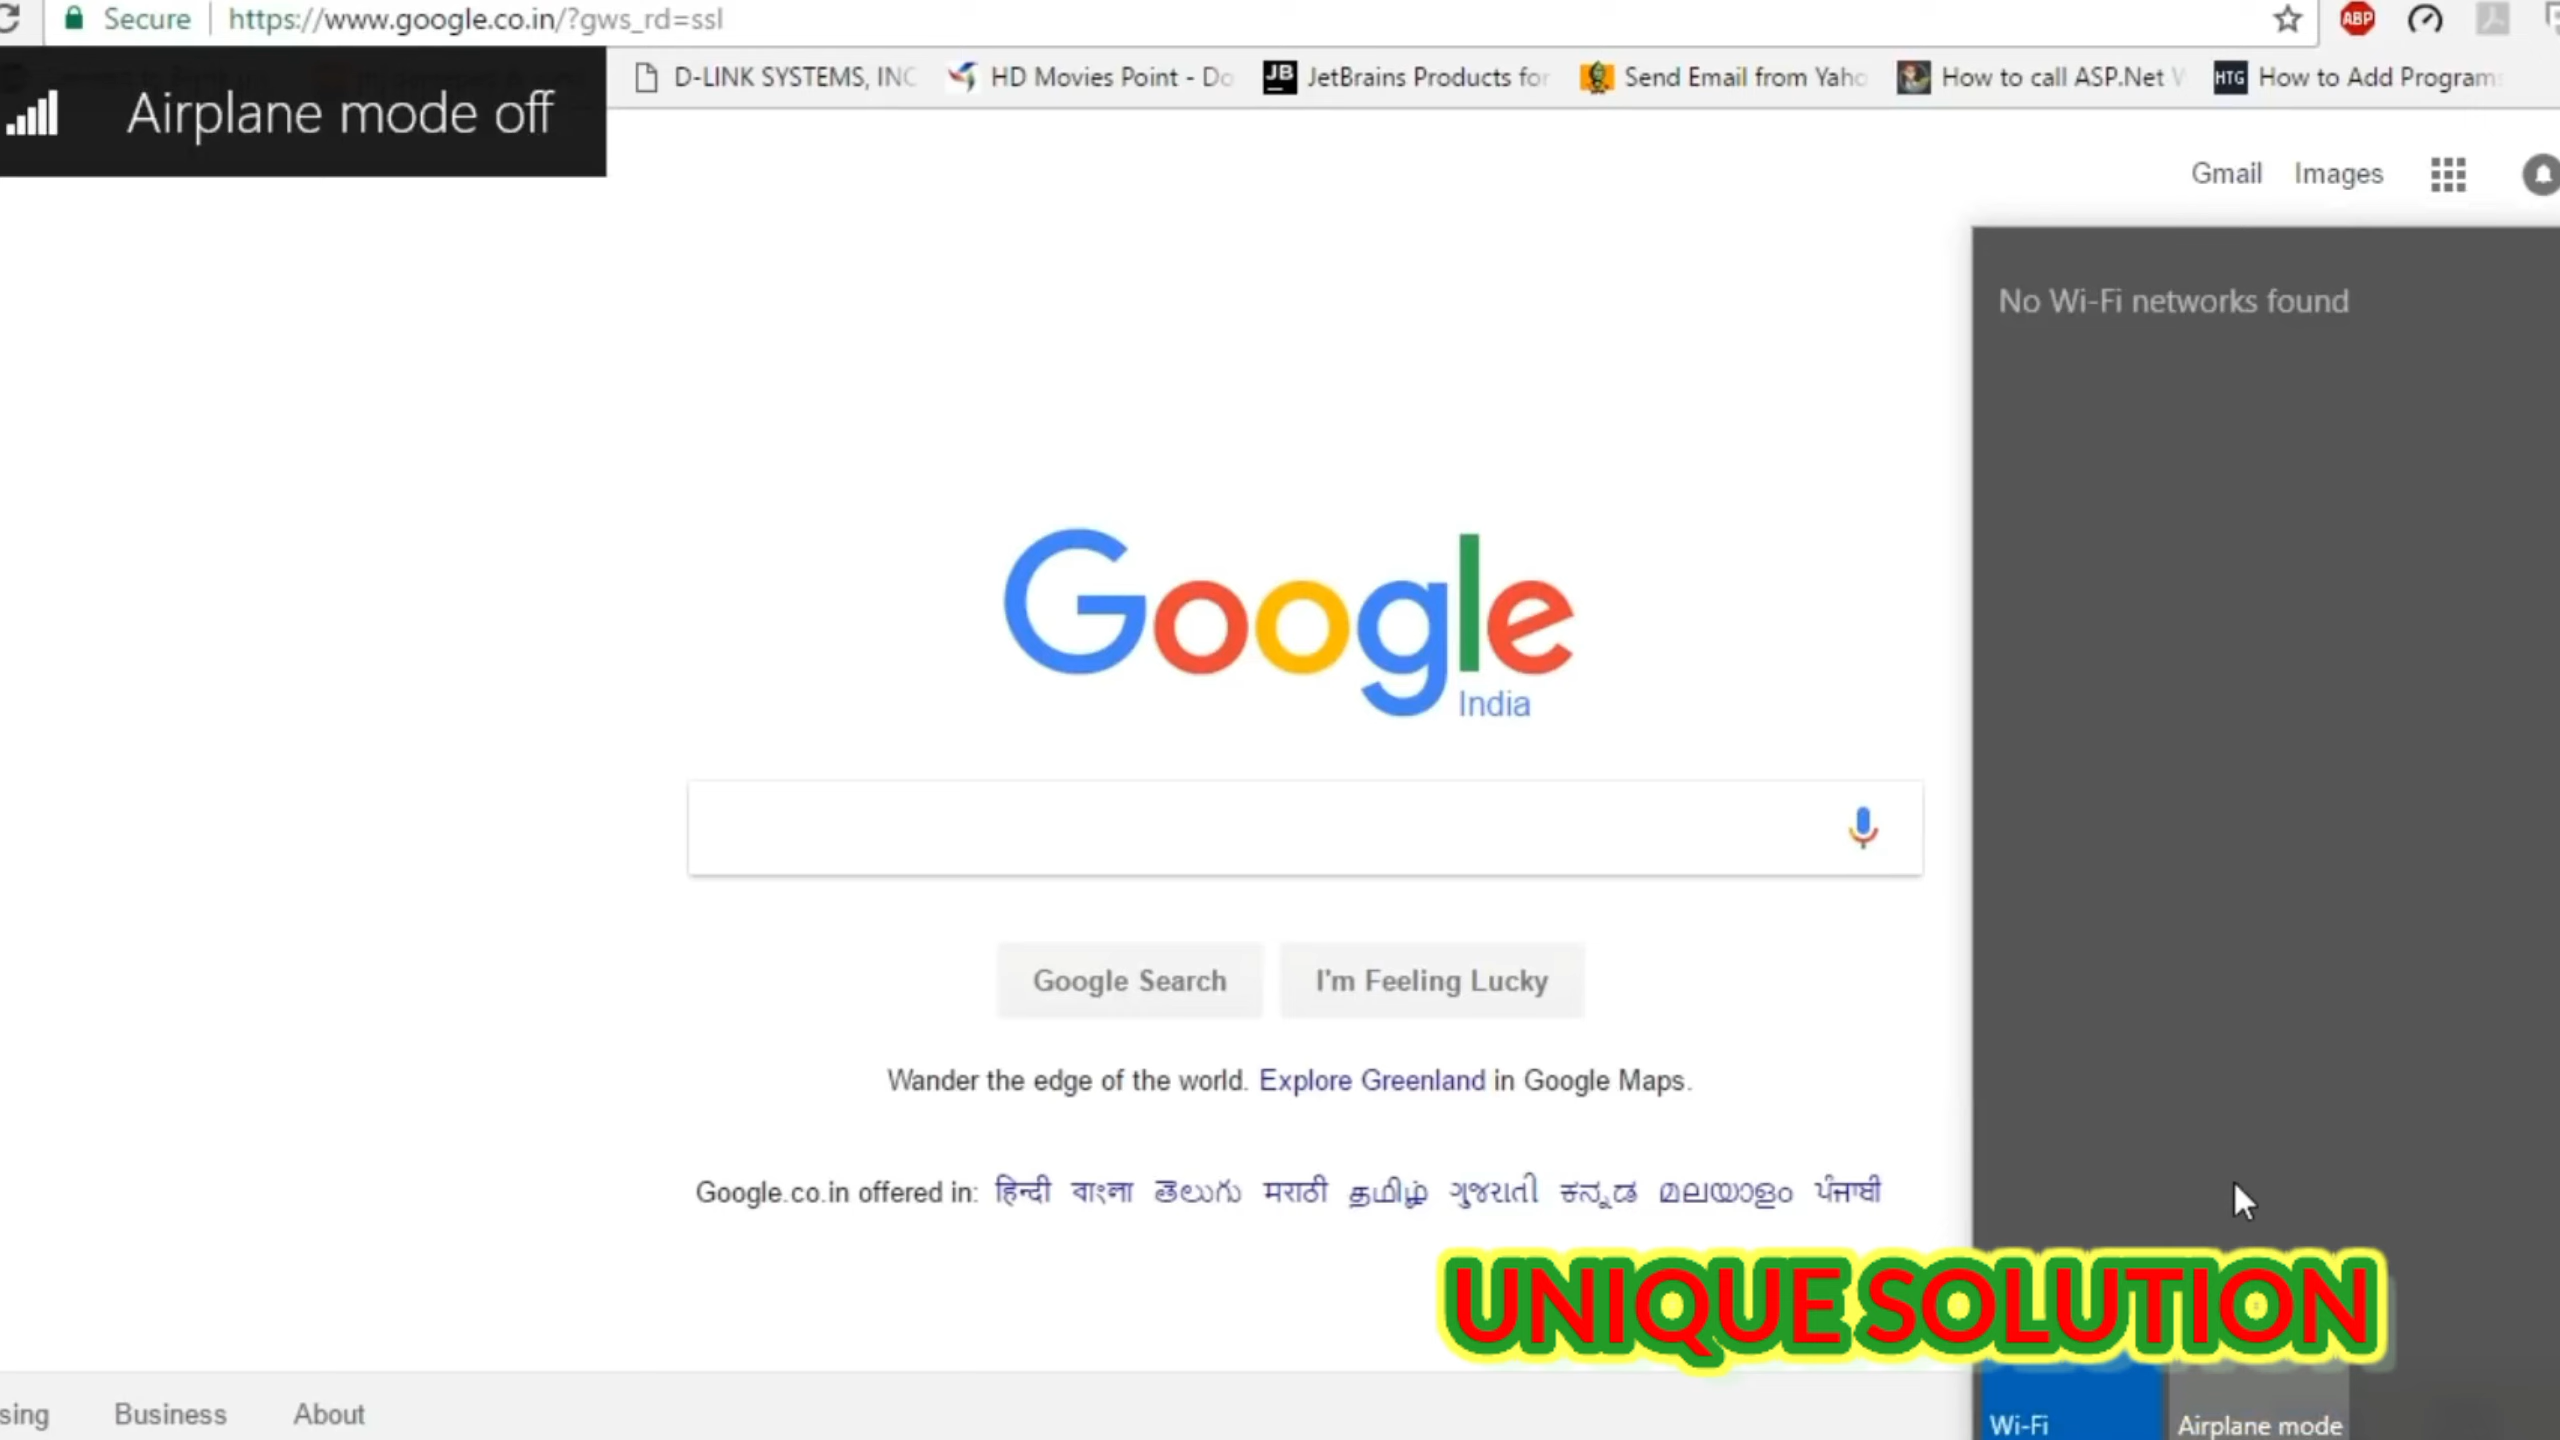 Secure https://www.google.co.in/?gws_rd=ssl
ABP
D-LINK SYSTEMS, INC HD Movies Point - Do JB JetBrains Products for Send Email from Yaho How to call ASP.Net HTG How to Add Program
Airplane mode off
Gmail Images
No Wi-Fi networks found
Google
India
Google Search I'm Feeling Lucky
Wander the edge of the world. Explore Greenland in Google Maps.
Google.co.in offered in: हिन्दी বাংলা తెలుగు मराठी தமிழ் ગુજરાતી ಕನ್ನಡ മലയാളം ਪੰਜਾਬੀ
UNIQUE SOLUTION
sing Business About
Wi-Fi Airplane mode